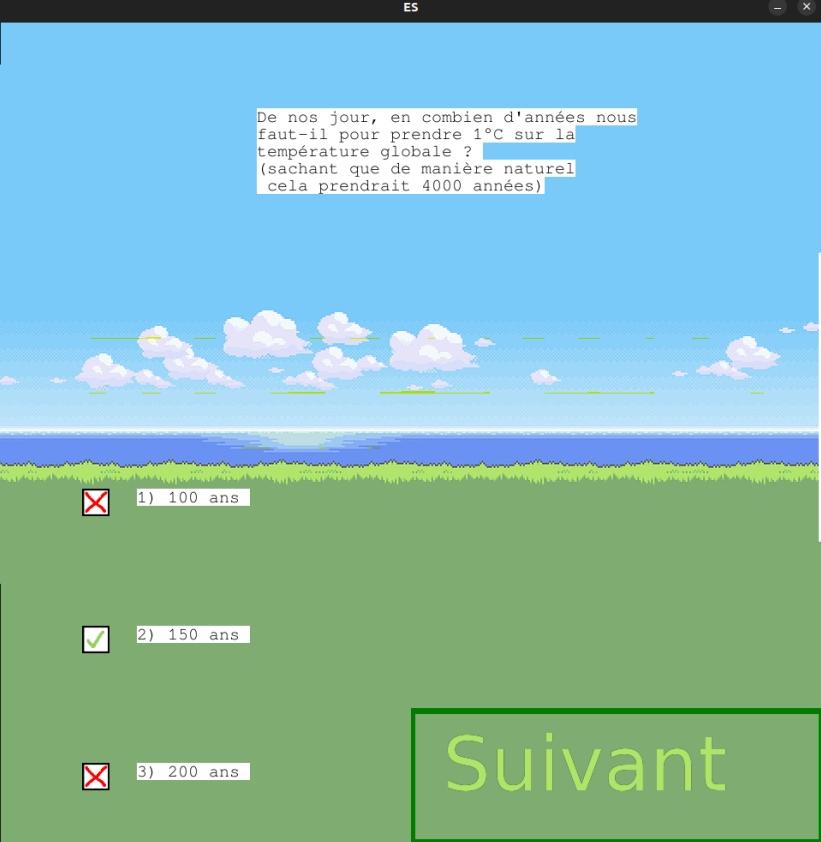 ES
De nos jour, en combien d'années nous
faut-il pour prendre 1°C sur la
température globale ?
(sachant que de manière naturel
cela prendrait 4000 années)
1) 100 ans
2) 150 ans
3) 200 ans
Suivant